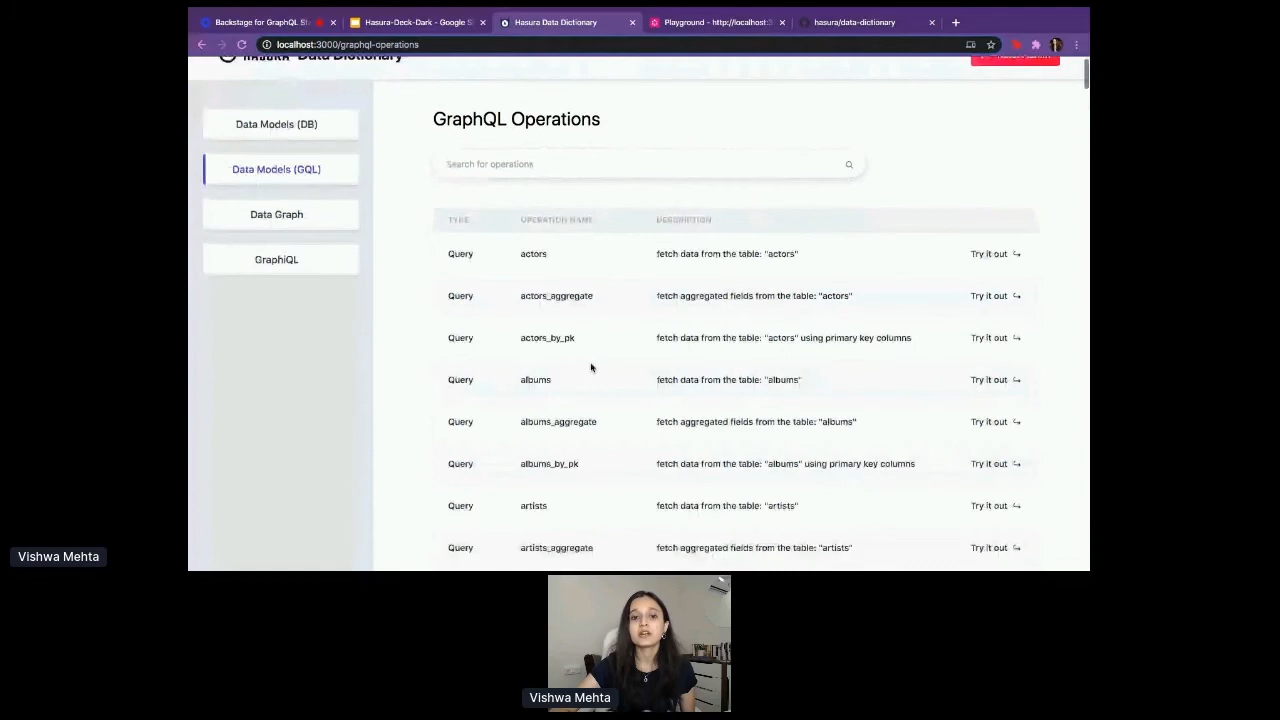 Backstage for GraphQL St
Hasura-Deck-Dark - Google S
Hasura Data Dictionary
Playground - http://localhost:3
hasura/data-dictionary
localhost:3000/graphql-operations
HASURA Data Dictionary
Data Models (DB)
Data Models (GQL)
Data Graph
GraphiQL
GraphQL Operations
Search for operations
TYPE OPERATION NAME DESCRIPTION
Query actors fetch data from the table: "actors" Try it out
Query actors_aggregate fetch aggregated fields from the table: "actors" Try it out
Query actors_by_pk fetch data from the table: "actors" using primary key columns Try it out
Query albums fetch data from the table: "albums" Try it out
Query albums_aggregate fetch aggregated fields from the table: "albums" Try it out
Query albums_by_pk fetch data from the table: "albums" using primary key columns Try it out
Query artists fetch data from the table: "artists" Try it out
Query artists_aggregate fetch aggregated fields from the table: "artists" Try it out
Vishwa Mehta
Vishwa Mehta